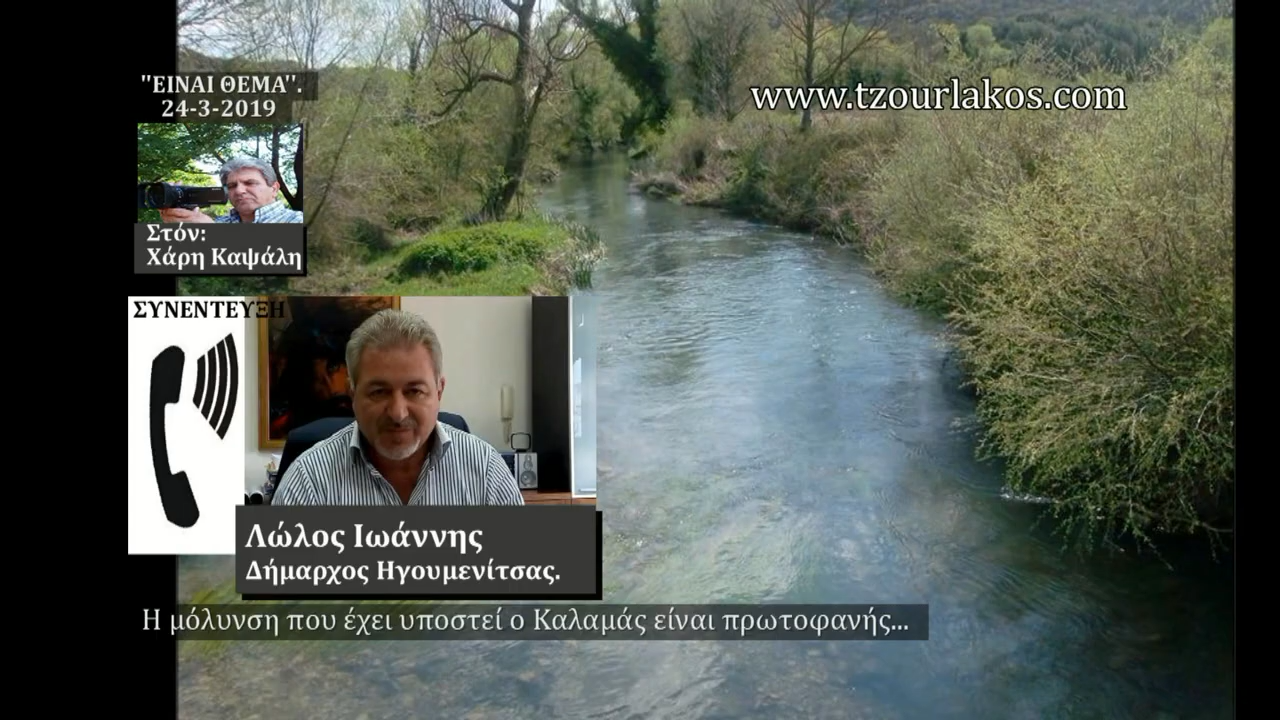 "ΕΙΝΑΙ ΘΕΜΑ".
24-3-2019
www.tzourlakos.com
Στόν:
Χάρη Καψάλη
ΣΥΝΕΝΤΕΥΞΗ
Λώλος Ιωάννης
Δήμαρχος Ηγουμενίτσας.
Η μόλυνση που έχει υποστεί ο Καλαμάς είναι πρωτοφανής...